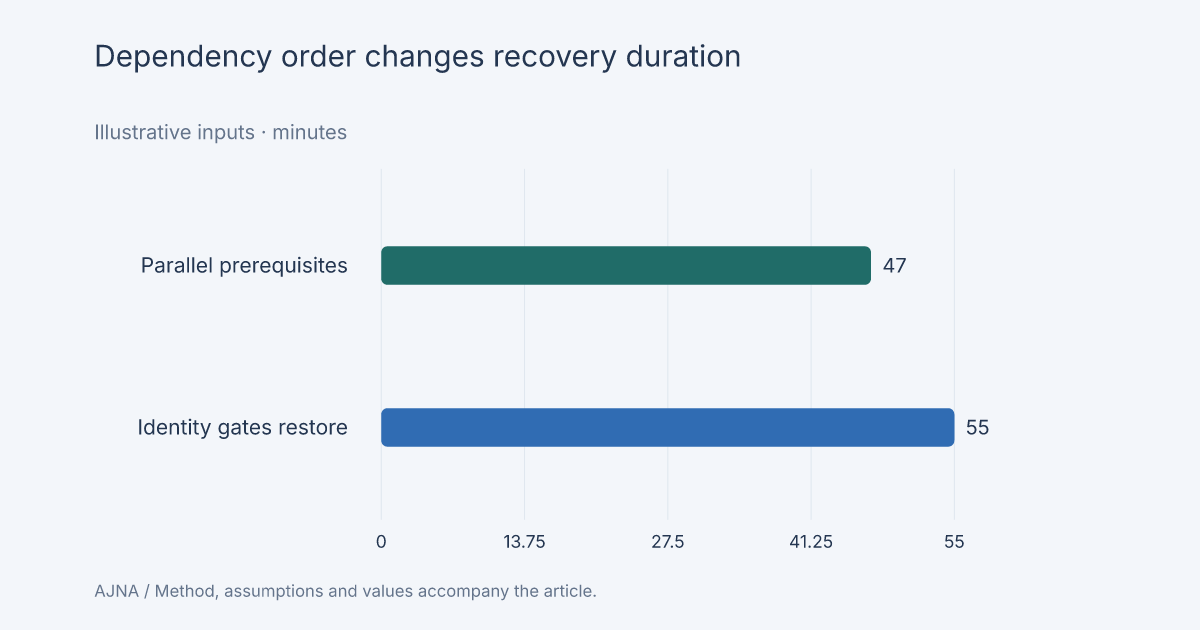 Dependency order changes recovery duration
Illustrative inputs · minutes
Parallel prerequisites 47
Identity gates restore 55
0 13.75 27.5 41.25 55
AJNA / Method, assumptions and values accompany the article.